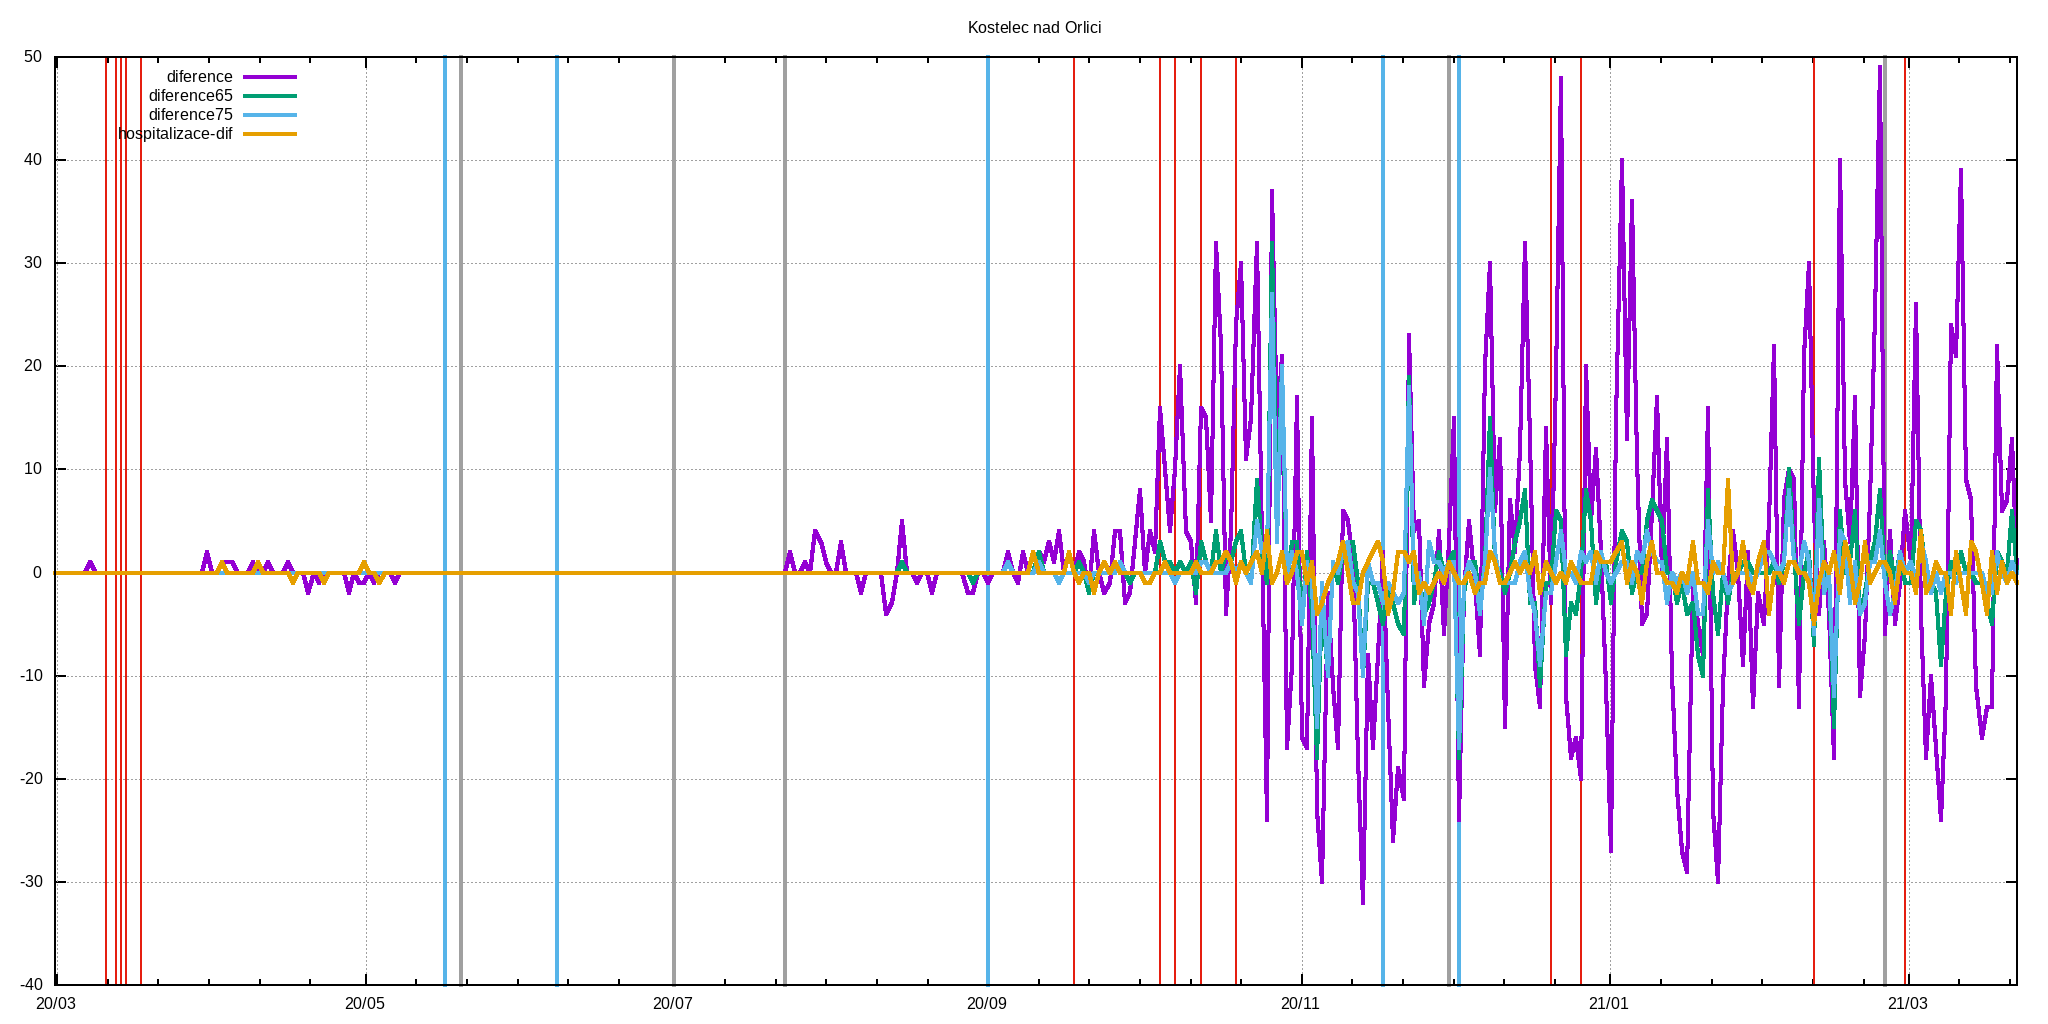 Kostelec nad Orlici
50
diference
diference65
diference75
hospitalizace-dif
40
30
20
10
0
-10
-20
-30
-40
20/03 20/05 20/07 20/09 20/11 21/01 21/03